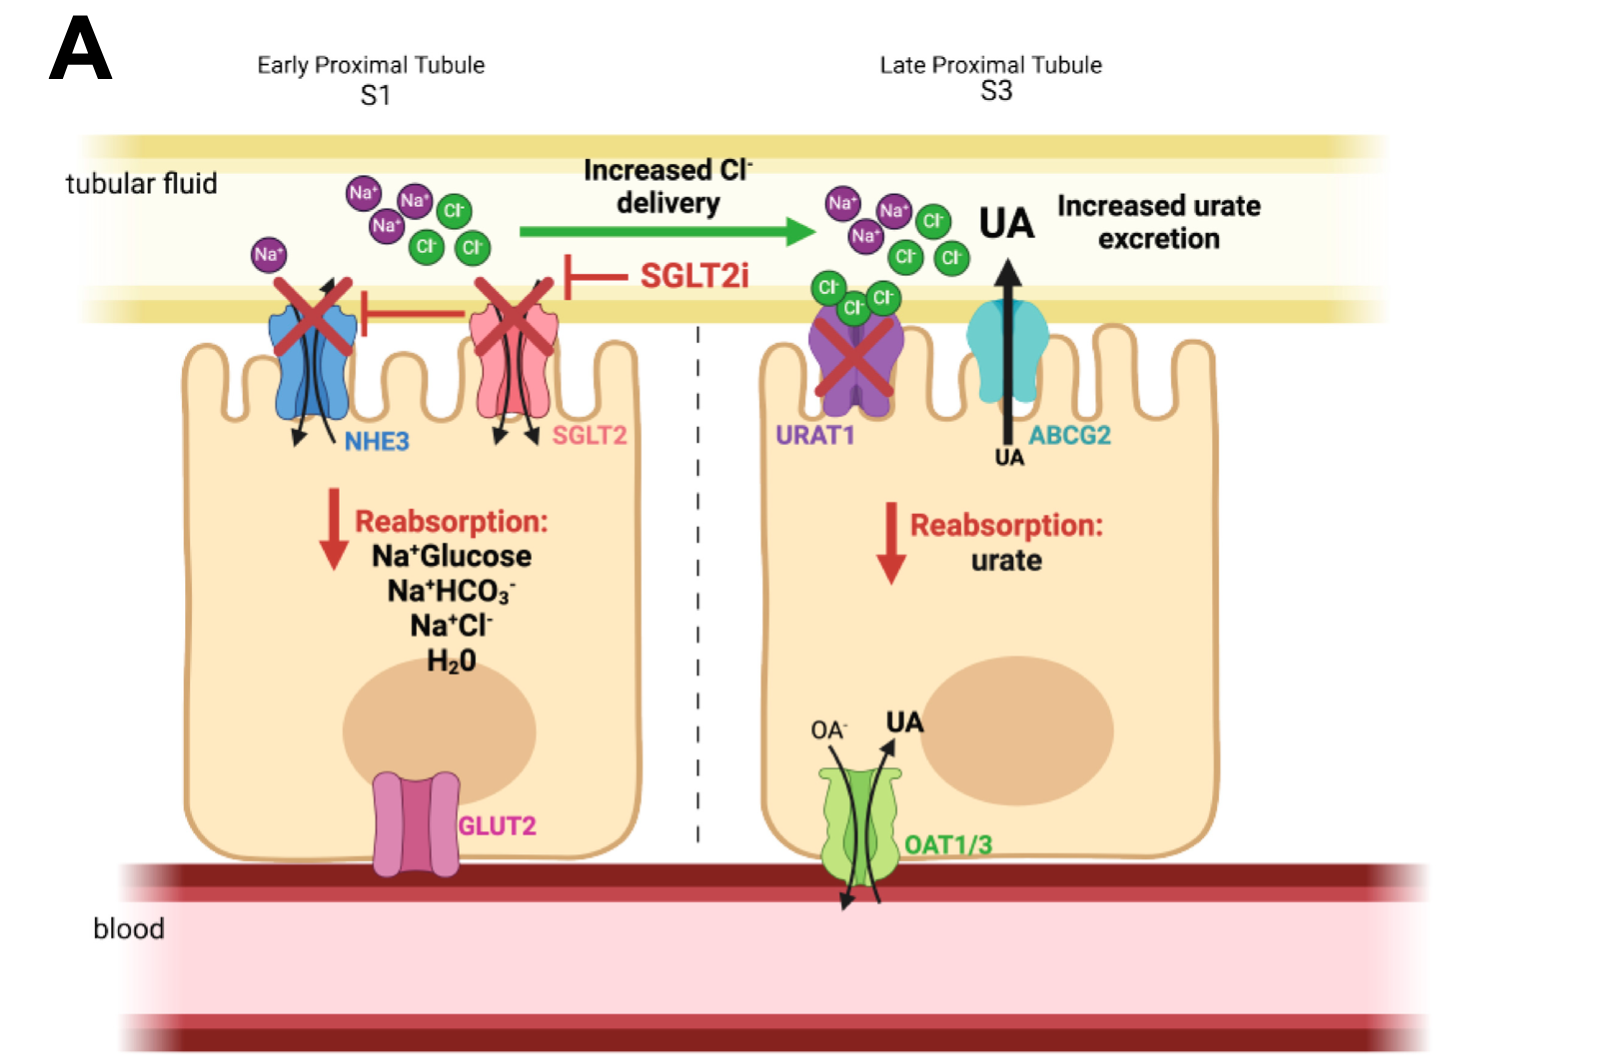 A
Early Proximal Tubule
S1
Late Proximal Tubule
S3
tubular fluid
Increased Cl⁻
delivery
Na⁺
Na⁺
Na⁺
Na⁺
Cl⁻
Cl⁻
Cl⁻
SGLT2i
Na⁺
Na⁺
Na⁺
Cl⁻
Cl⁻
Cl⁻
Cl⁻
Cl⁻
Cl⁻
UA
Increased urate
excretion
NHE3
SGLT2
URAT1
ABCG2
UA
Reabsorption:
Na⁺Glucose
Na⁺HCO₃⁻
Na⁺Cl⁻
H₂0
Reabsorption:
urate
OA⁻
UA
GLUT2
OAT1/3
blood